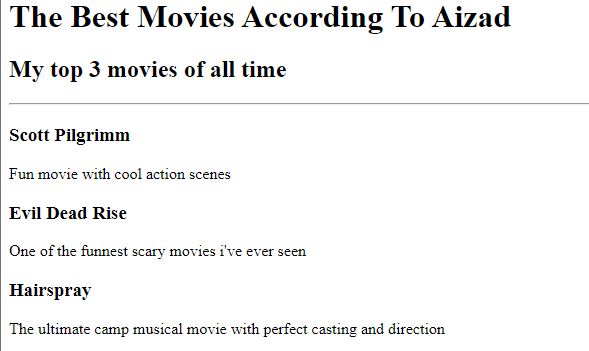 The Best Movies According To Aizad
My top 3 movies of all time
Scott Pilgrimm
Fun movie with cool action scenes
Evil Dead Rise
One of the funnest scary movies i've ever seen
Hairspray
The ultimate camp musical movie with perfect casting and direction